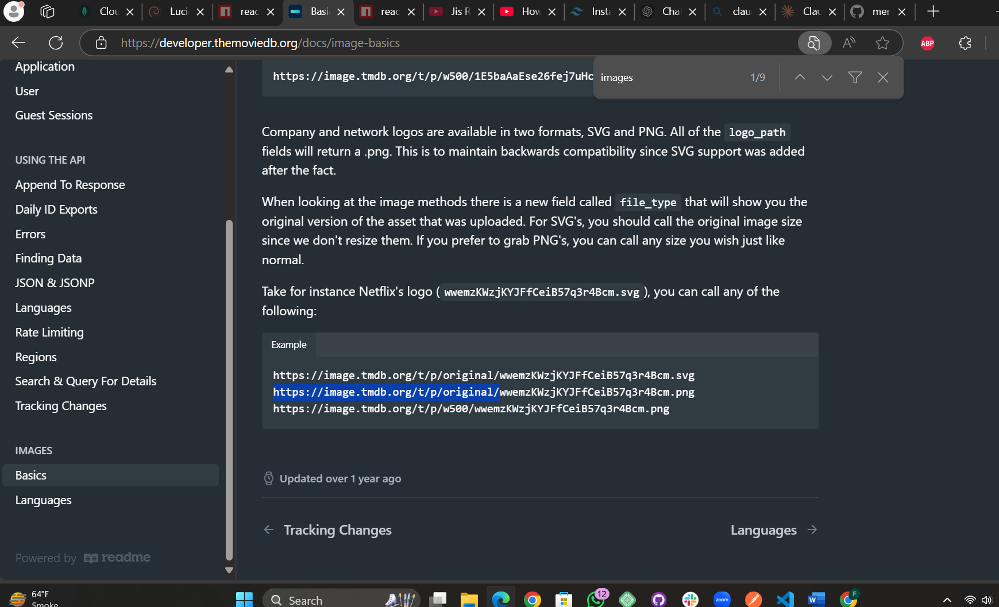 Clou
Luci
reac
Basi
reac
Jis R
How
Insta
Cha
clau
Clau
mer
https://developer.themoviedb.org/docs/image-basics
ABP
images
1/9
Application
User
Guest Sessions
USING THE API
Append To Response
Daily ID Exports
Errors
Finding Data
JSON & JSONP
Languages
Rate Limiting
Regions
Search & Query For Details
Tracking Changes
IMAGES
Basics
Languages
Powered by readme
https://image.tmdb.org/t/p/w500/1E5baAaEse26fej7uHc
Company and network logos are available in two formats, SVG and PNG. All of the logo_path
fields will return a .png. This is to maintain backwards compatibility since SVG support was added
after the fact.
When looking at the image methods there is a new field called file_type that will show you the
original version of the asset that was uploaded. For SVG's, you should call the original image size
since we don't resize them. If you prefer to grab PNG's, you can call any size you wish just like
normal.
Take for instance Netflix's logo ( wwemzKWzjKYJFfCeiB57q3r4Bcm.svg ), you can call any of the
following:
Example
https://image.tmdb.org/t/p/original/wwemzKWzjKYJFfCeiB57q3r4Bcm.svg
https://image.tmdb.org/t/p/original/wwemzKWzjKYJFfCeiB57q3r4Bcm.png
https://image.tmdb.org/t/p/w500/wwemzKWzjKYJFfCeiB57q3r4Bcm.png
Updated over 1 year ago
Tracking Changes
Languages
64°F
Smoke
Search
12
zoom
W
F